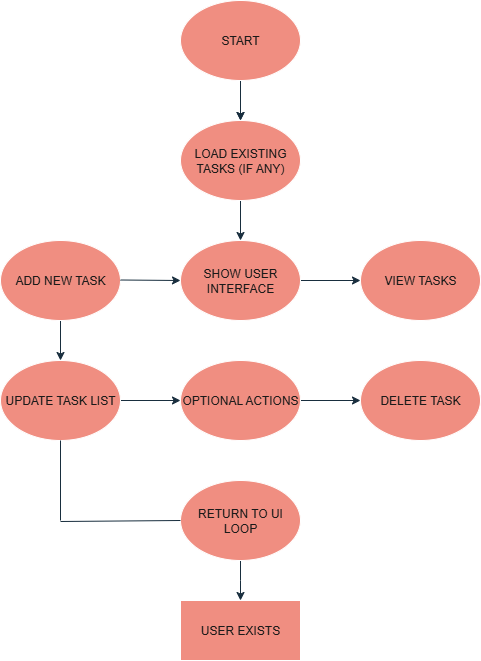 START
LOAD EXISTING
TASKS (IF ANY)
ADD NEW TASK
SHOW USER
INTERFACE
VIEW TASKS
UPDATE TASK LIST
OPTIONAL ACTIONS
DELETE TASK
RETURN TO UI
LOOP
USER EXISTS